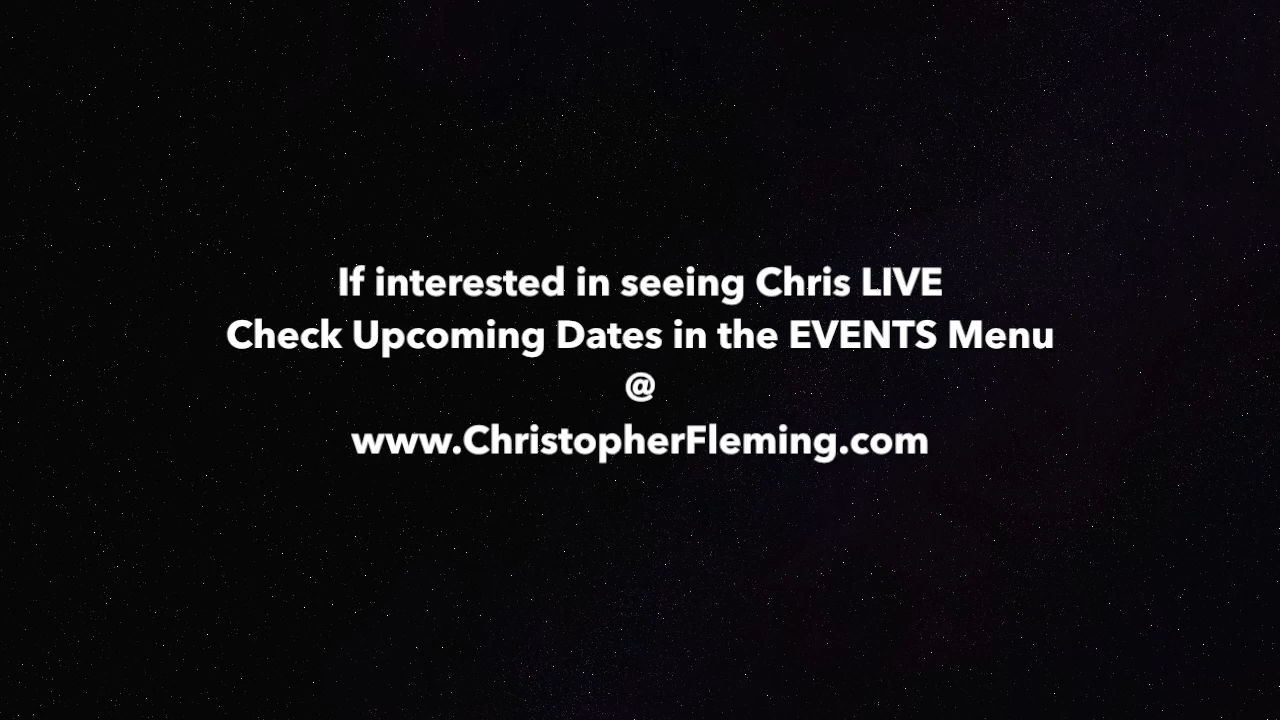 If interested in seeing Chris LIVE
Check Upcoming Dates in the EVENTS Menu
@
www.ChristopherFleming.com